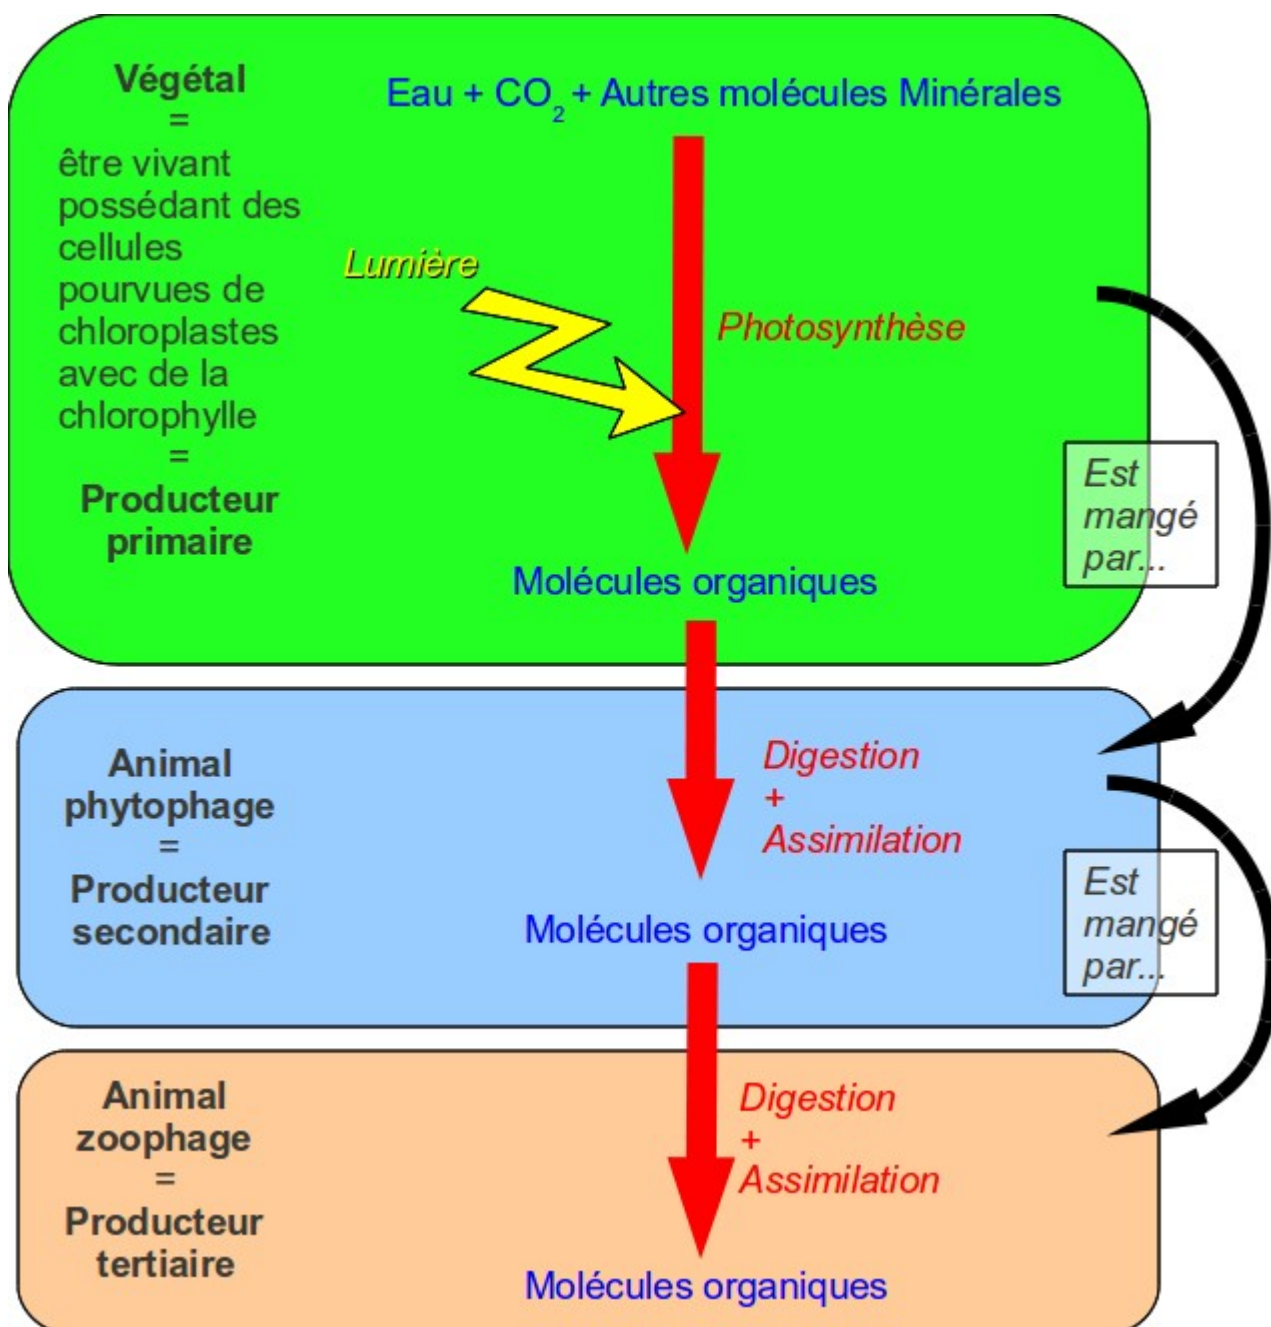 Végétal
=
être vivant
possédant des
cellules
pourvues de
chloroplastes
avec de la
chlorophylle
=
Producteur
primaire
Eau + CO₂ + Autres molécules Minérales
Lumière
Photosynthèse
Molécules organiques
Est
mangé
par...
Animal
phytophage
=
Producteur
secondaire
Digestion
+
Assimilation
Molécules organiques
Est
mangé
par...
Animal
zoophage
=
Producteur
tertiaire
Digestion
+
Assimilation
Molécules organiques